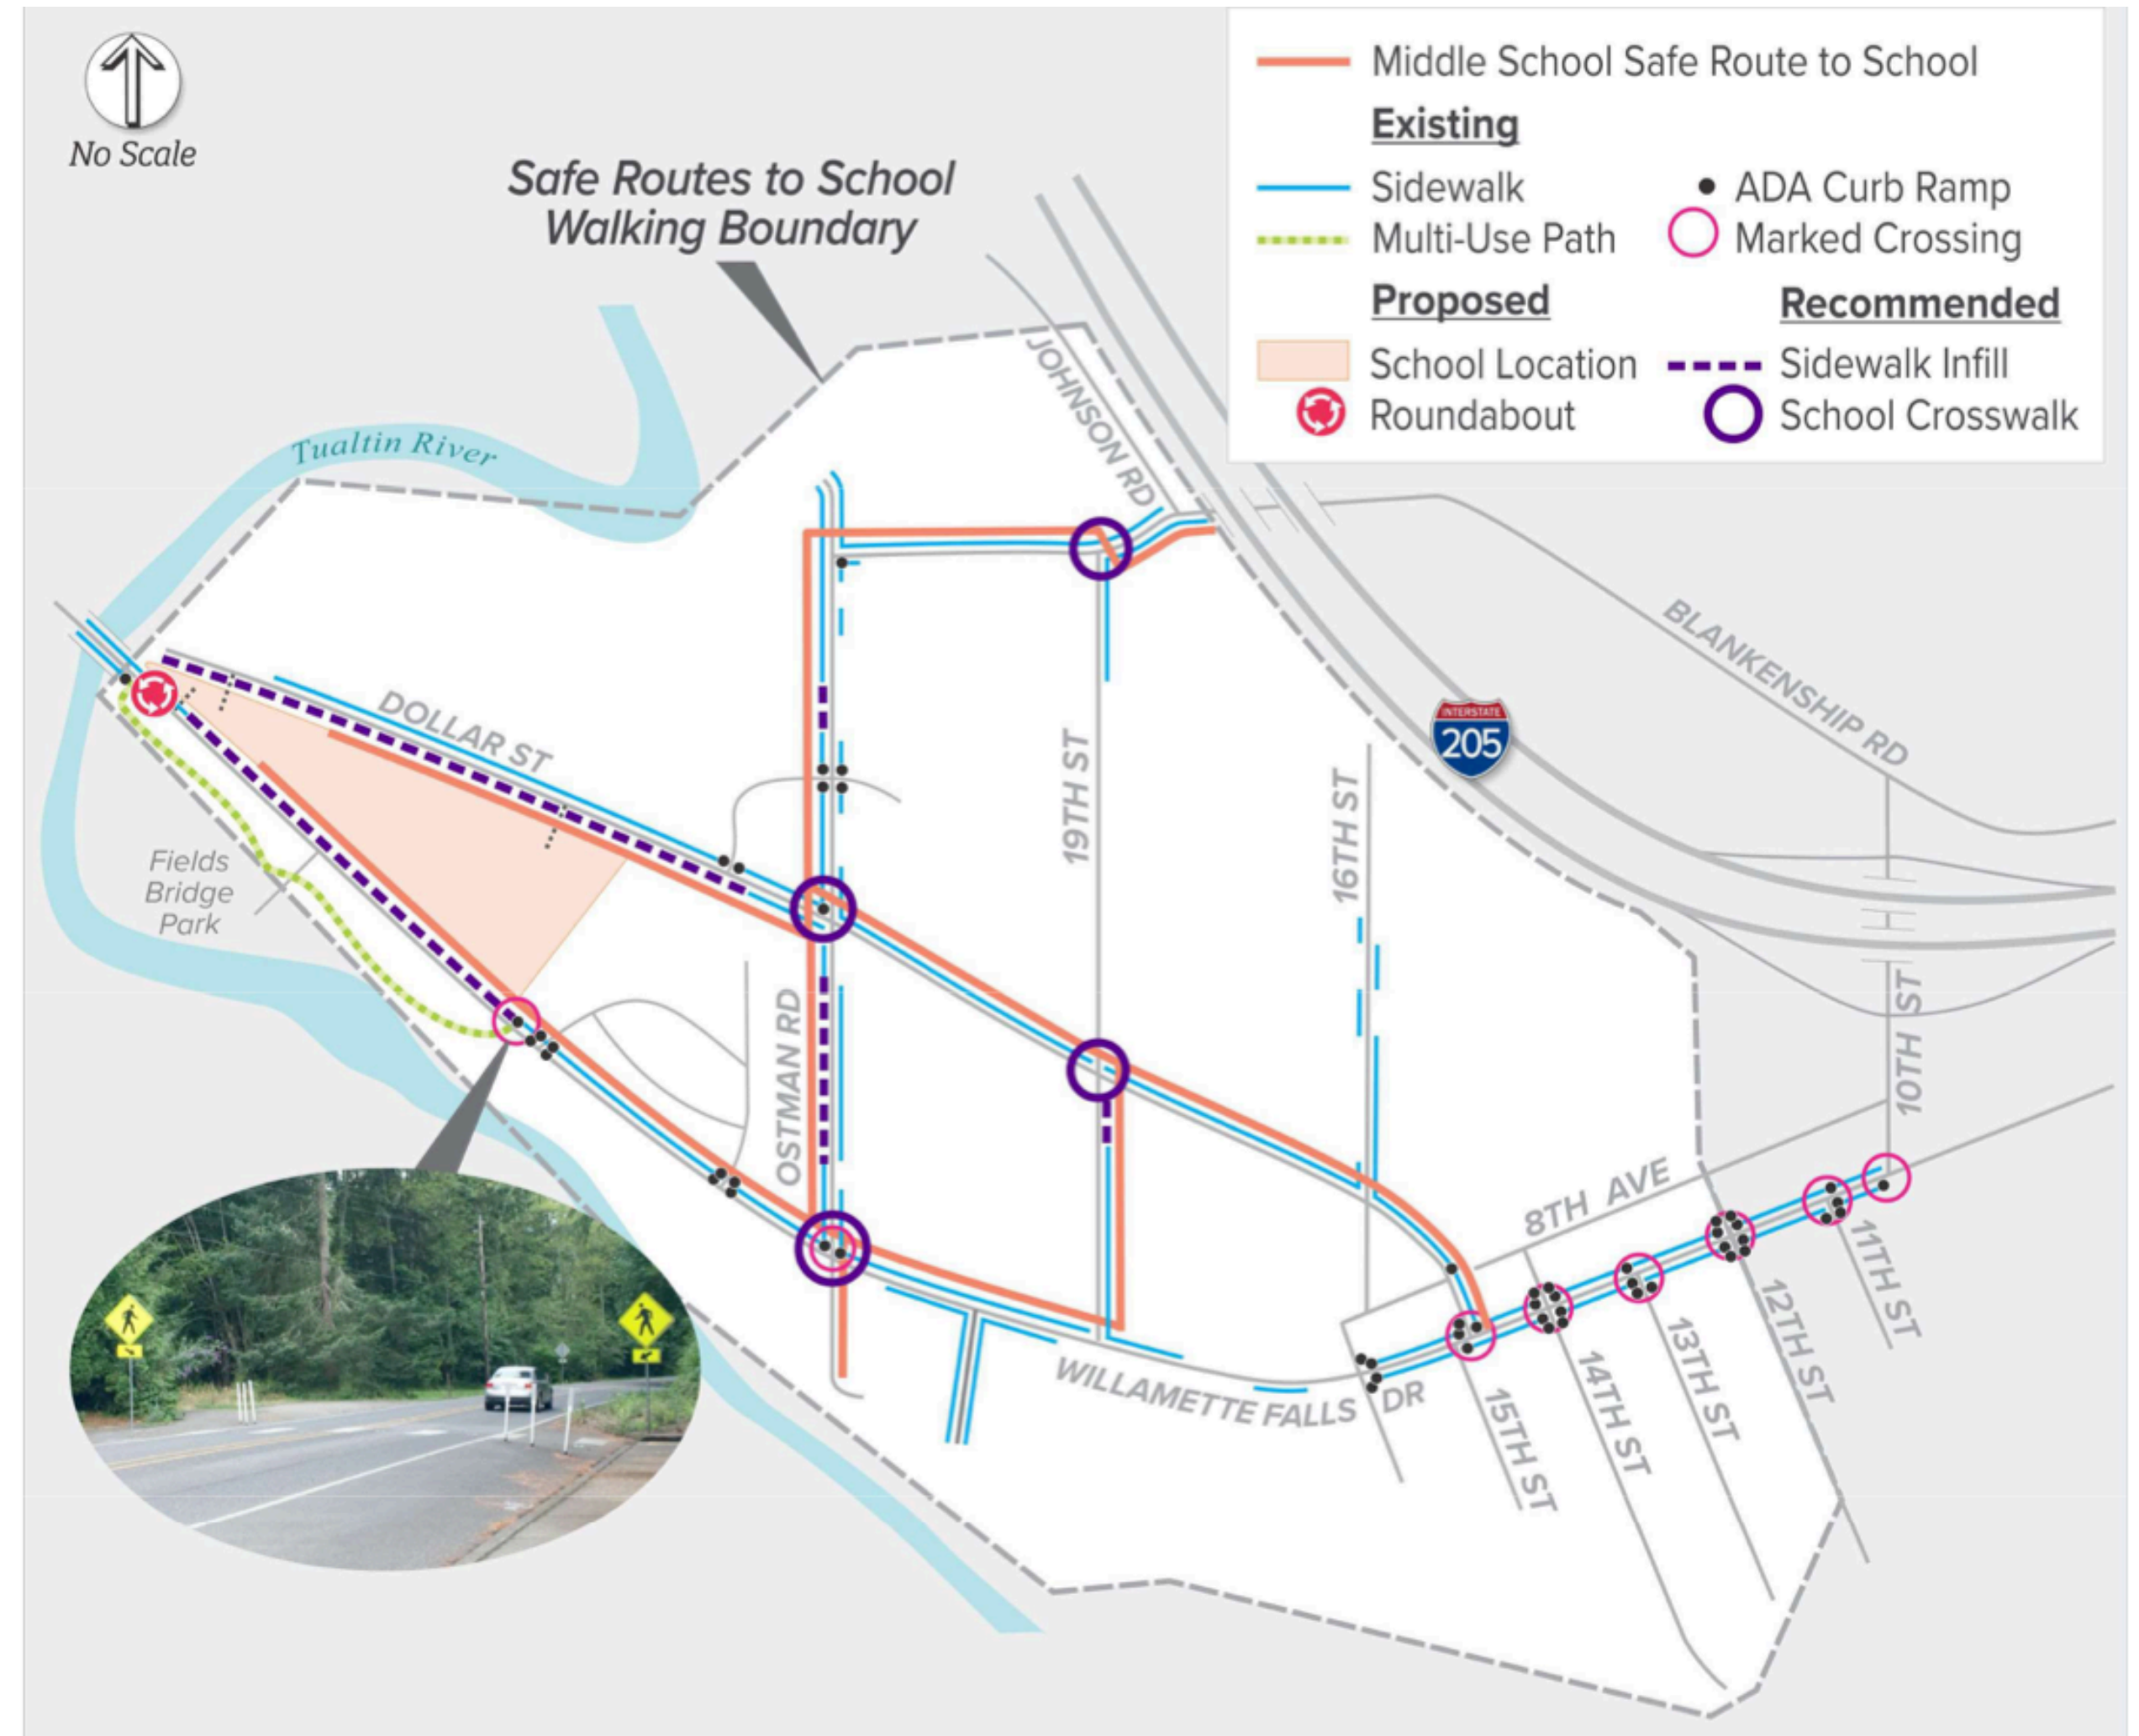 No Scale
Safe Routes to School
Walking Boundary
Middle School Safe Route to School
Existing
Sidewalk
ADA Curb Ramp
Multi-Use Path
Marked Crossing
Proposed
Recommended
School Location
Sidewalk Infill
Roundabout
School Crosswalk
Tualtin River
JOHNSON RD
DOLLAR ST
BLANKENSHIP RD
INTERSTATE
205
19TH ST
16TH ST
Fields
Bridge
Park
OSTMAN RD
10TH ST
8TH AVE
WILLAMETTE FALLS DR
15TH ST
14TH ST
13TH ST
12TH ST
11TH ST